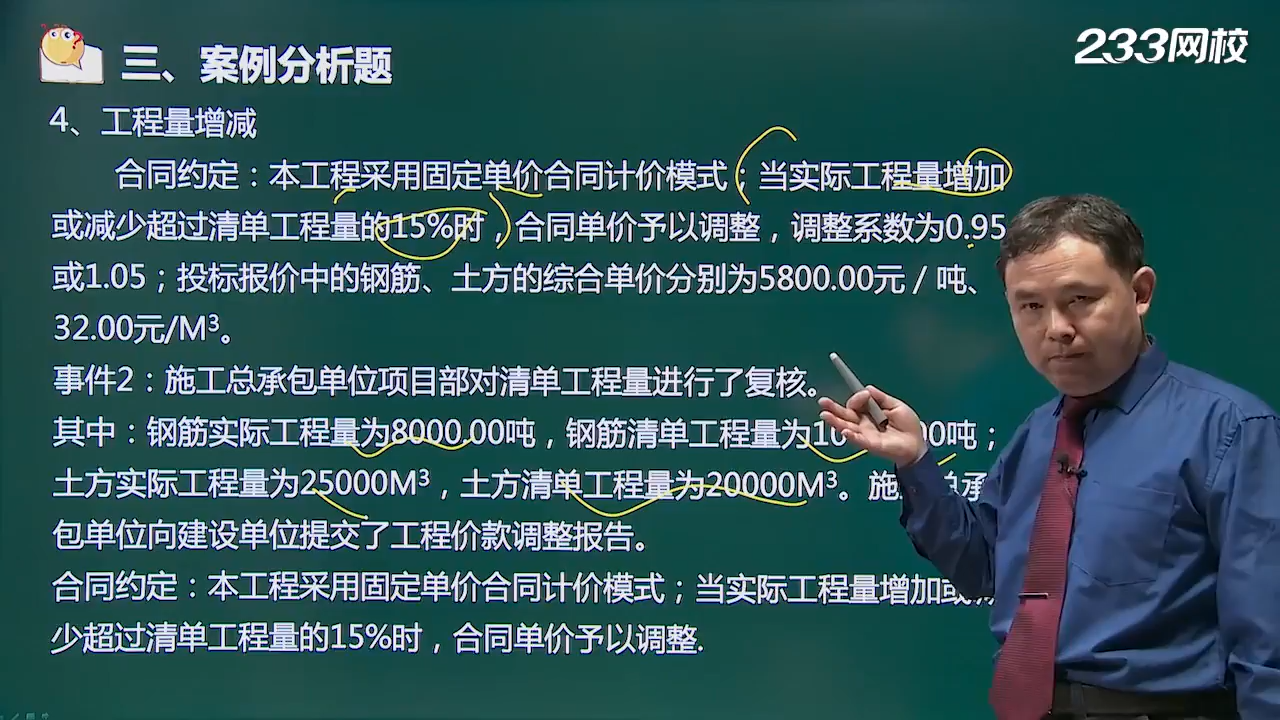 233网校
三、案例分析题
4、工程量增减
合同约定：本工程采用固定单价合同计价模式；当实际工程量增加
或减少超过清单工程量的15%时，合同单价予以调整，调整系数为0.95
或1.05；投标报价中的钢筋、土方的综合单价分别为5800.00元／吨、
32.00元/M³。
事件2：施工总承包单位项目部对清单工程量进行了复核。
其中：钢筋实际工程量为8000.00吨，钢筋清单工程量为10 00吨；
土方实际工程量为25000M³，土方清单工程量为20000M³。施 总承
包单位向建设单位提交了工程价款调整报告。
合同约定：本工程采用固定单价合同计价模式；当实际工程量增加或
少超过清单工程量的15%时，合同单价予以调整.